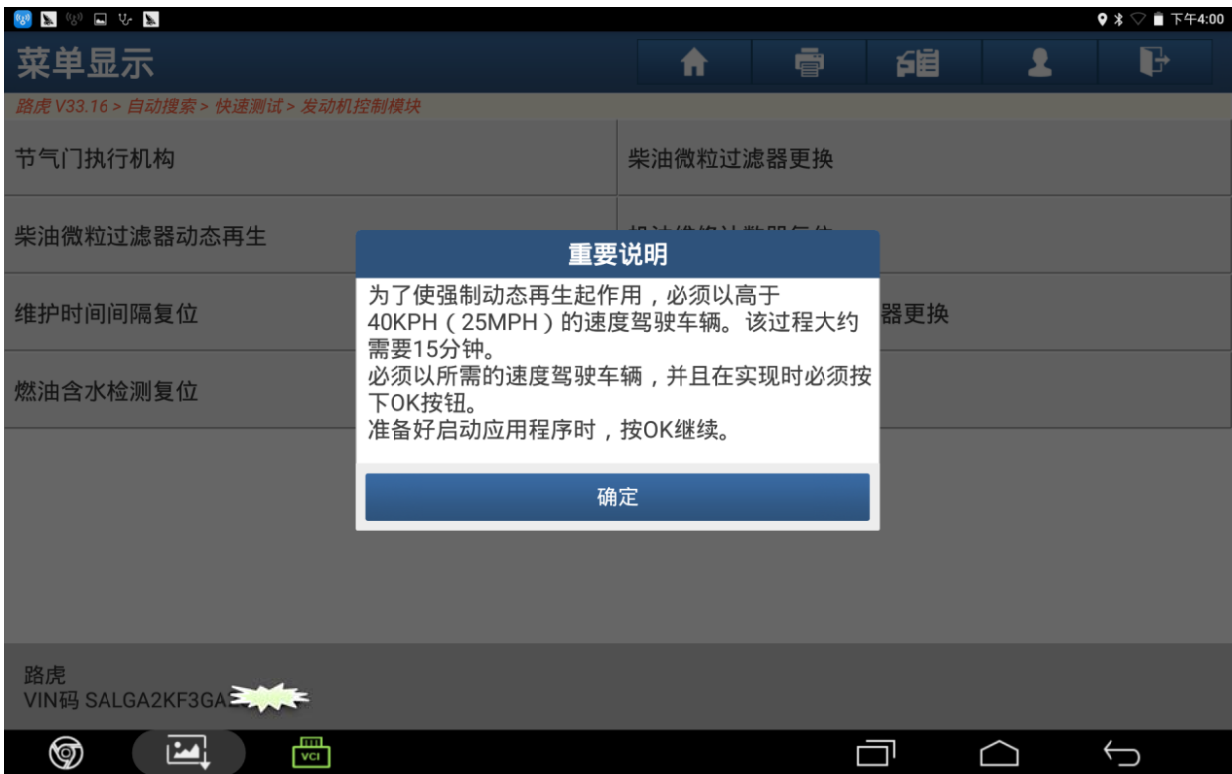 下午4:00
菜单显示
路虎 V33.16 > 自动搜索 > 快速测试 > 发动机控制模块
节气门执行机构
柴油微粒过滤器更换
柴油微粒过滤器动态再生
重要说明
为了使强制动态再生起作用，必须以高于
40KPH（25MPH）的速度驾驶车辆。该过程大约
需要15分钟。
必须以所需的速度驾驶车辆，并且在实现时必须按
下OK按钮。
准备好启动应用程序时，按OK继续。
确定
维护时间间隔复位
器更换
燃油含水检测复位
路虎
VIN码 SALGA2KF3GA
VCI